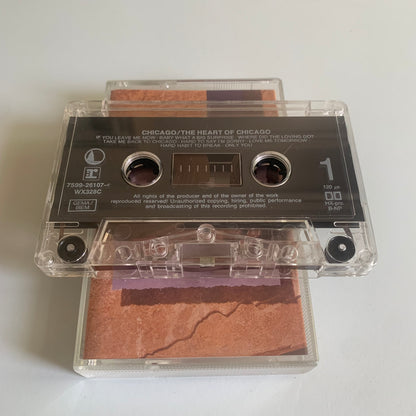 CHICAGO/THE HEART OF CHICAGO
IF YOU LEAVE ME NOW · BABY WHAT A BIG SURPRISE · WHERE DID THE LOVING GO?
TAKE ME BACK TO CHICAGO · HARD TO SAY I'M SORRY · LOVE ME TOMORROW
HARD HABIT TO BREAK · ONLY YOU
1
7599-26107-4
WX328C
GEMA/
BIEM
All rights of the producer and of the owner of the work
reproduced reserved! Unauthorized copying, hiring, public performance
and broadcasting of this recording prohibited.
120 µs
HX-pro
B-NR